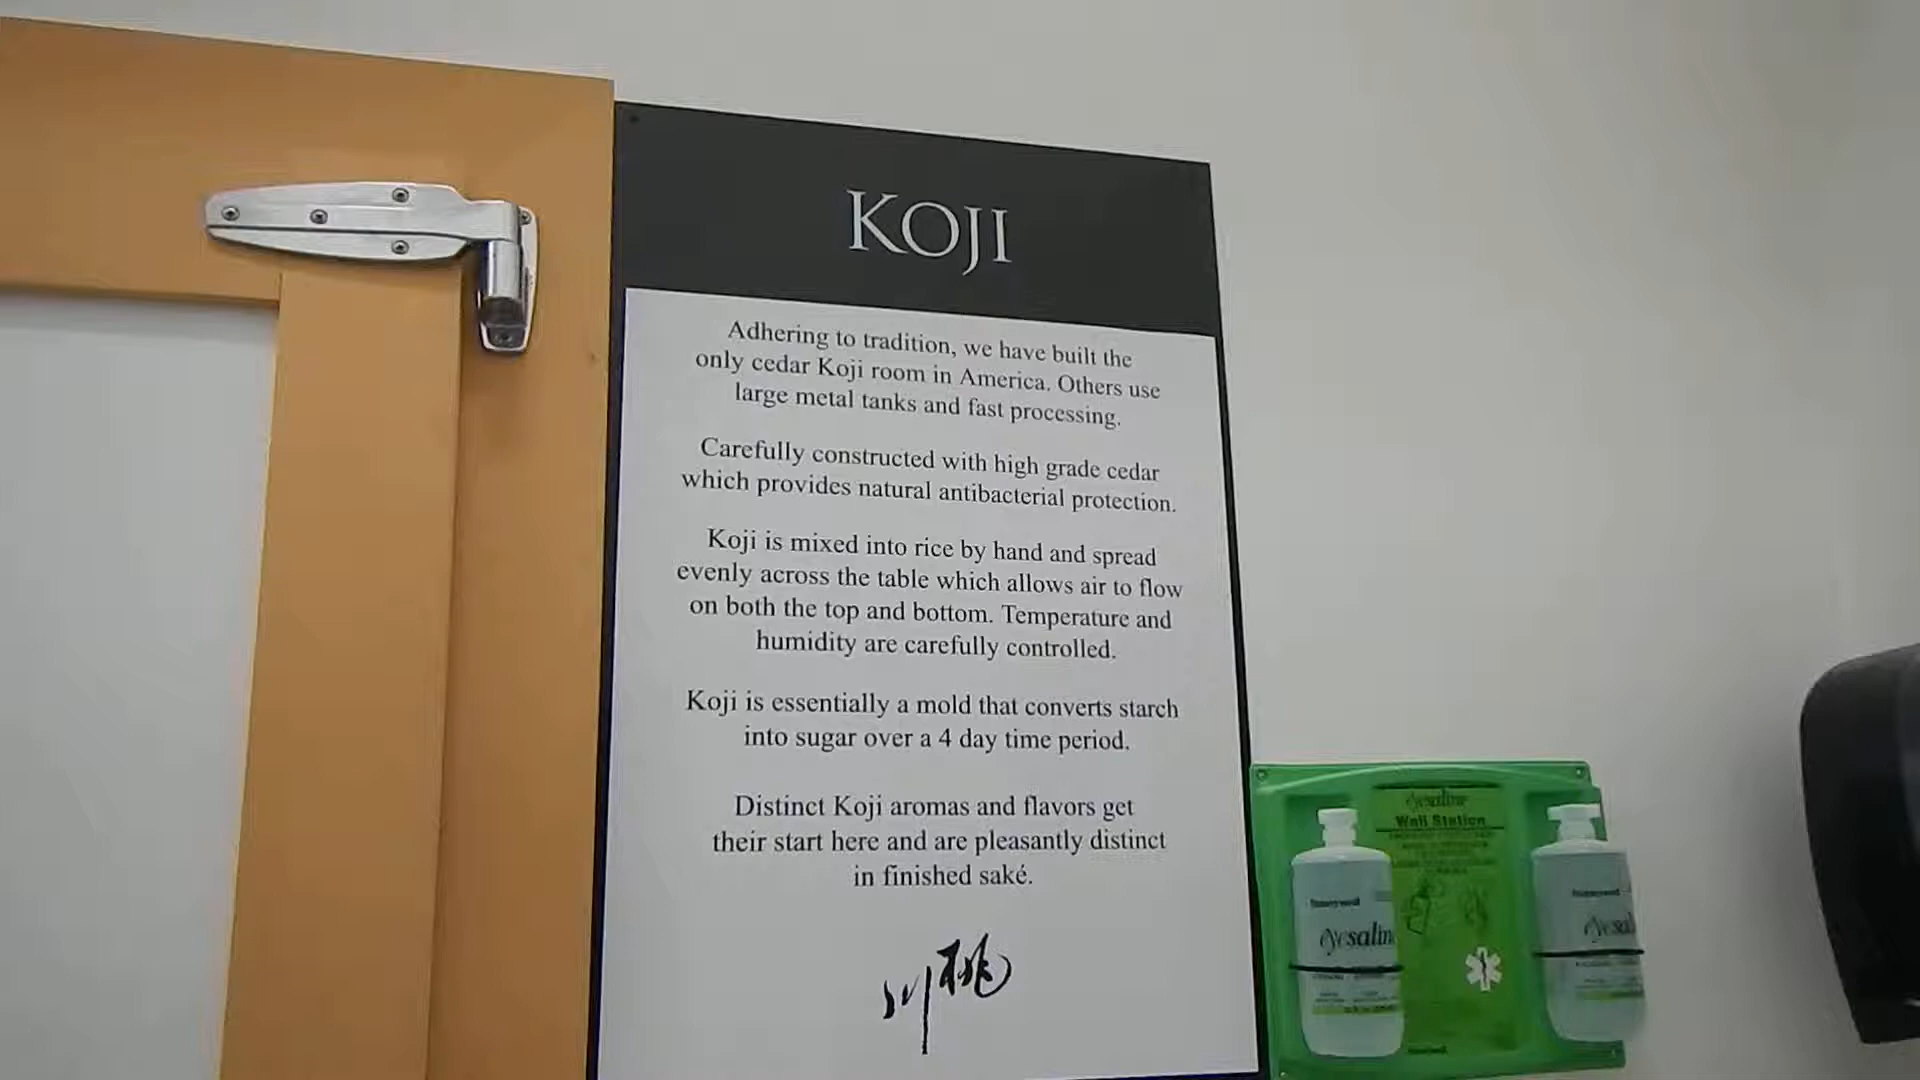 KOJI
Adhering to tradition, we have built the
only cedar Koji room in America. Others use
large metal tanks and fast processing.
Carefully constructed with high grade cedar
which provides natural antibacterial protection.
Koji is mixed into rice by hand and spread
evenly across the table which allows air to flow
on both the top and bottom. Temperature and
humidity are carefully controlled.
Koji is essentially a mold that converts starch
into sugar over a 4 day time period.
Distinct Koji aromas and flavors get
their start here and are pleasantly distinct
in finished saké.
eyesaline
Wall Station
Honeywell
eyesalin
Honeywell
eyesal